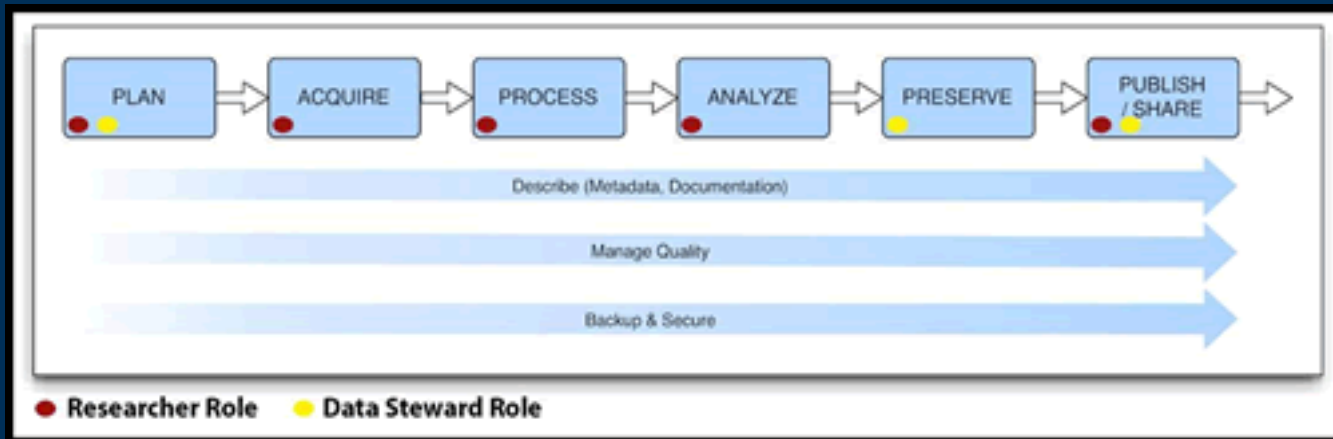 PLAN
ACQUIRE
PROCESS
ANALYZE
PRESERVE
PUBLISH
/ SHARE
Describe (Metadata, Documentation)
Manage Quality
Backup & Secure
Researcher Role
Data Steward Role